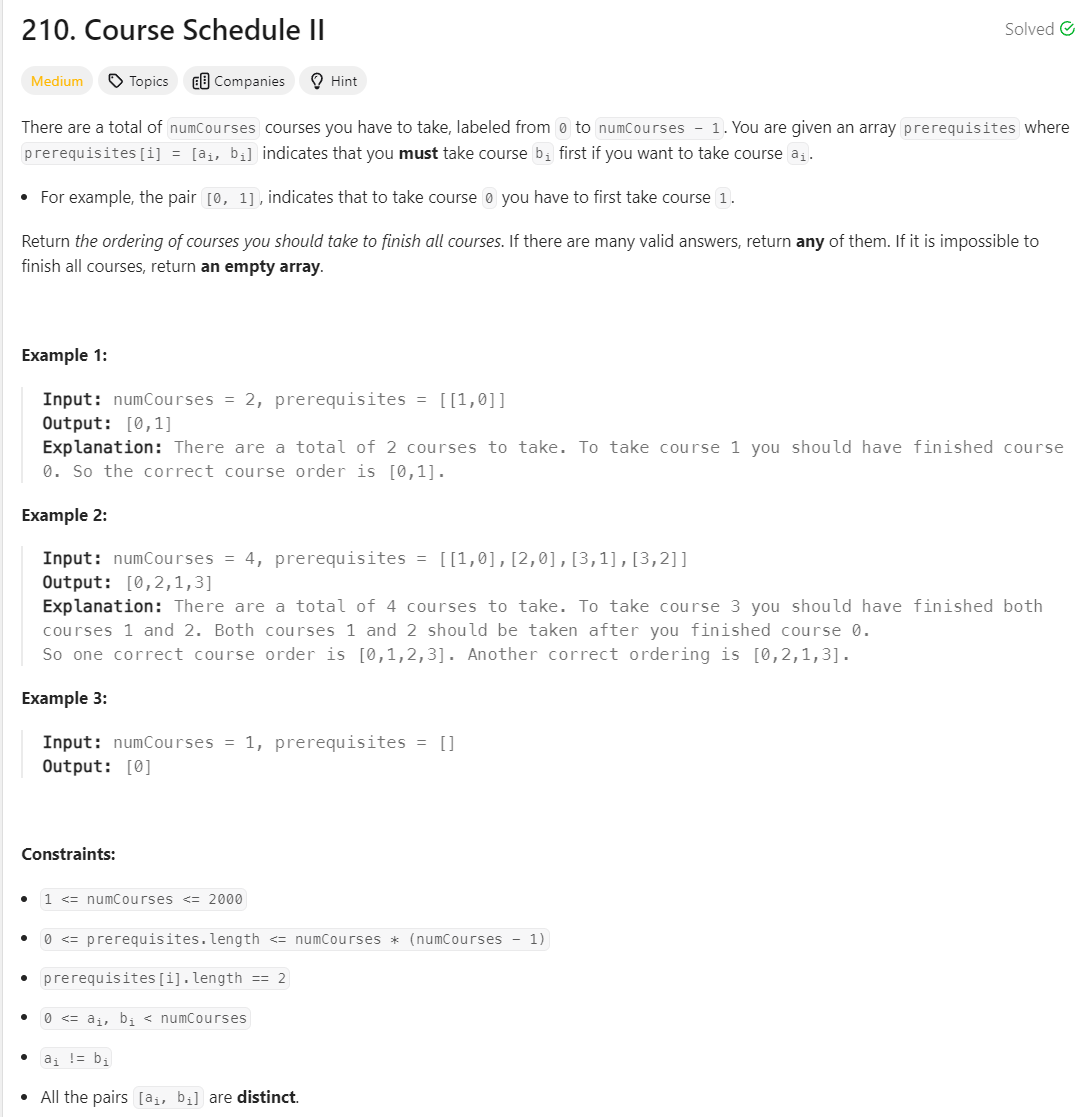 210. Course Schedule II
Solved
Medium
Topics
Companies
Hint
There are a total of numCourses courses you have to take, labeled from 0 to numCourses - 1. You are given an array prerequisites where
prerequisites[i] = [ai, bi] indicates that you must take course bi first if you want to take course ai.
• For example, the pair [0, 1], indicates that to take course 0 you have to first take course 1.
Return the ordering of courses you should take to finish all courses. If there are many valid answers, return any of them. If it is impossible to
finish all courses, return an empty array.
Example 1:
Input: numCourses = 2, prerequisites = [[1,0]]
Output: [0,1]
Explanation: There are a total of 2 courses to take. To take course 1 you should have finished course
0. So the correct course order is [0,1].
Example 2:
Input: numCourses = 4, prerequisites = [[1,0],[2,0],[3,1],[3,2]]
Output: [0,2,1,3]
Explanation: There are a total of 4 courses to take. To take course 3 you should have finished both
courses 1 and 2. Both courses 1 and 2 should be taken after you finished course 0.
So one correct course order is [0,1,2,3]. Another correct ordering is [0,2,1,3].
Example 3:
Input: numCourses = 1, prerequisites = []
Output: [0]
Constraints:
• 1 <= numCourses <= 2000
• 0 <= prerequisites.length <= numCourses * (numCourses - 1)
• prerequisites[i].length == 2
• 0 <= ai, bi < numCourses
• ai != bi
• All the pairs [ai, bi] are distinct.